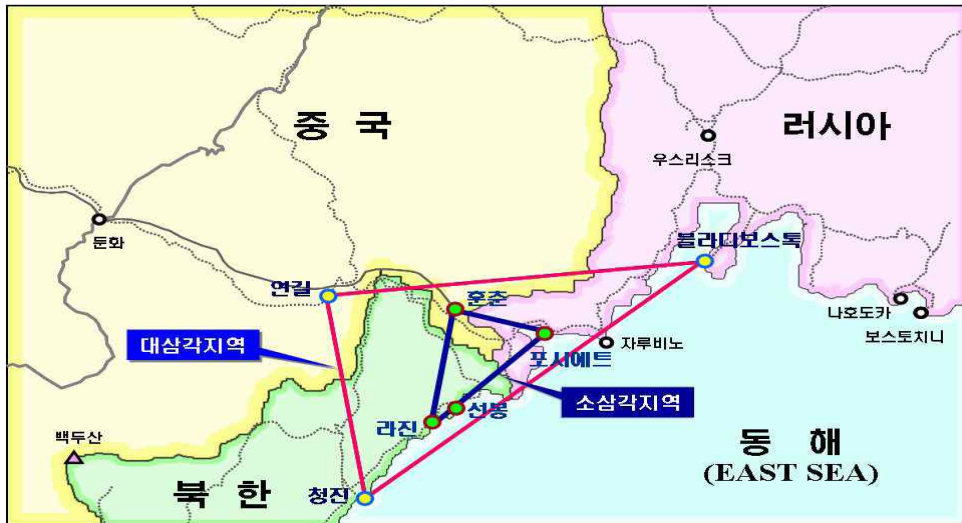 중 국
러시아
우스리스크
둔화
블라디보스톡
연길
훈춘
나호도카
보스토치니
대삼각지역
자루비노
포시에트
소삼각지역
선봉
라진
백두산
동 해
(EAST SEA)
북 한
청진